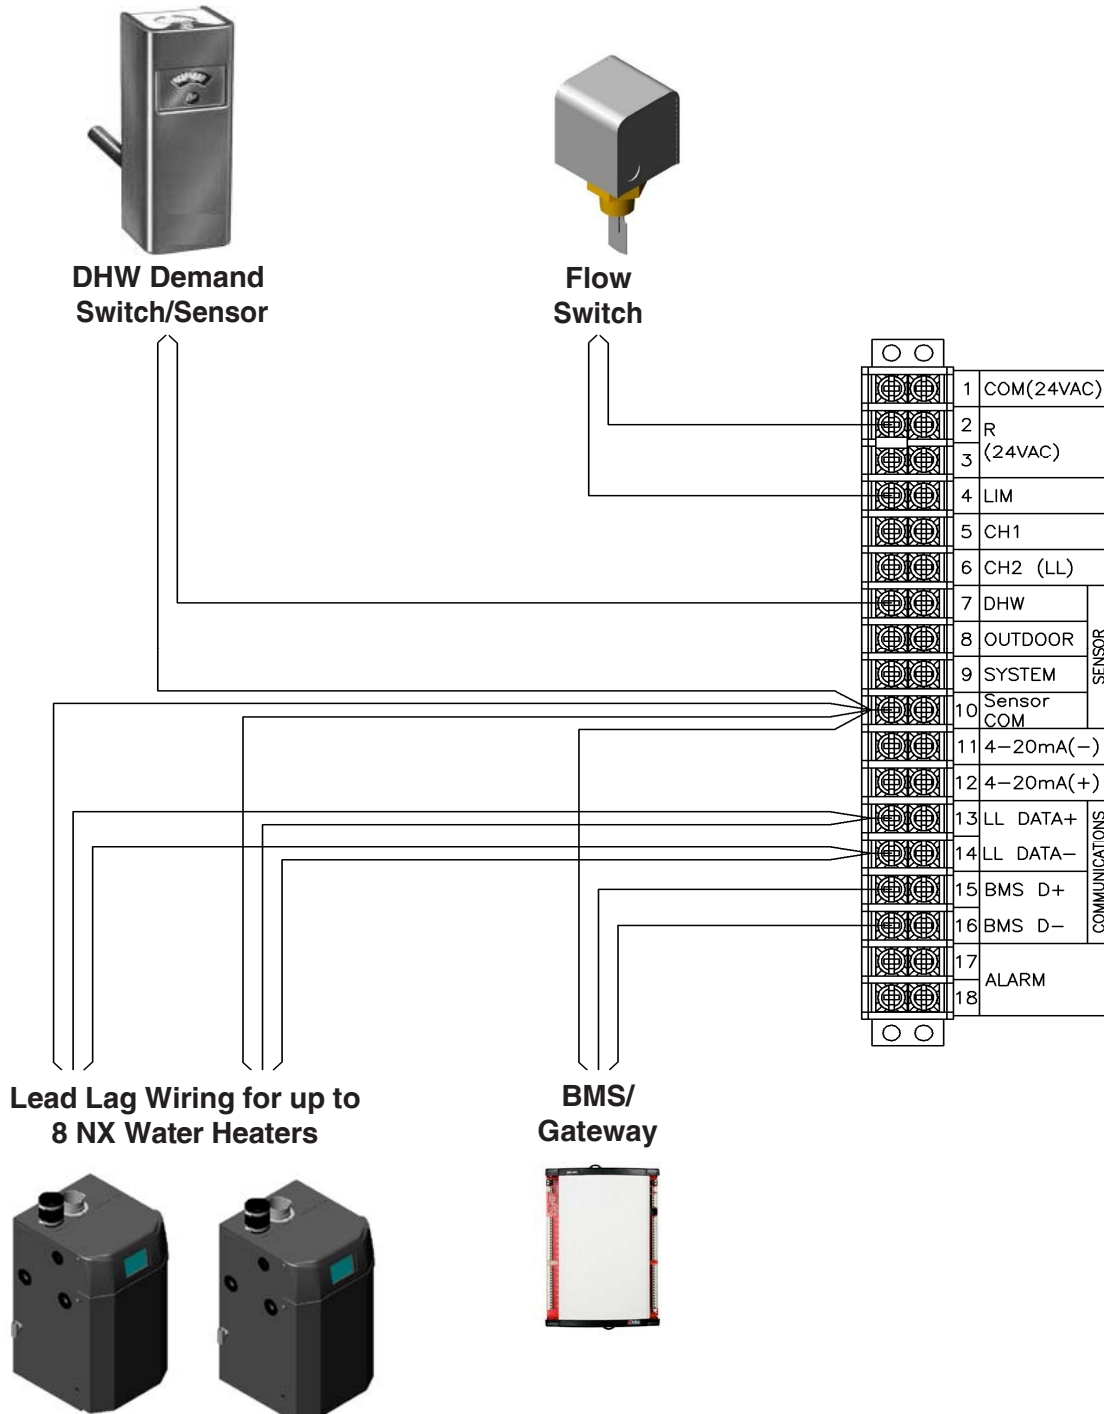 DHW Demand
Switch/Sensor
Flow
Switch
1 COM(24VAC)
2 R
3 (24VAC)
4 LIM
5 CH1
6 CH2 (LL)
7 DHW
8 OUTDOOR
9 SYSTEM
10 Sensor
COM
SENSOR
11 4-20mA(-)
12 4-20mA(+)
13 LL DATA+
14 LL DATA-
15 BMS D+
16 BMS D-
COMMUNICATIONS
17
ALARM
18
Lead Lag Wiring for up to
8 NX Water Heaters
BMS/
Gateway